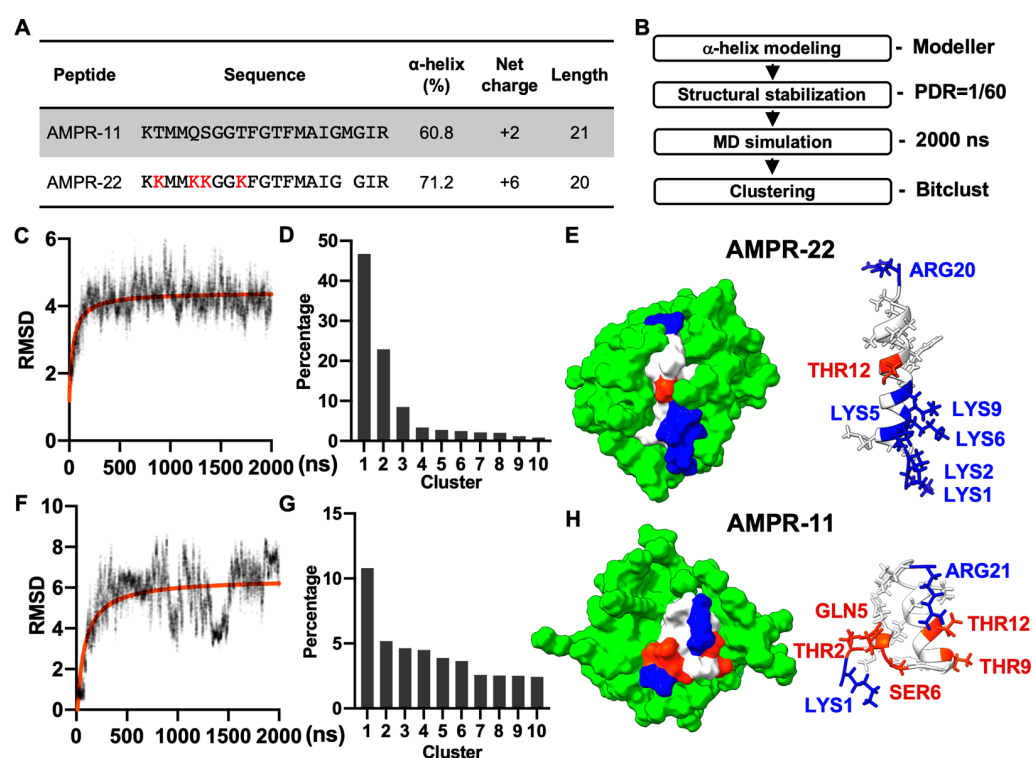 A
Peptide Sequence α-helix (%) Net charge Length
AMPR-11 KTMMQSGGTFGTFMAIGMGIR 60.8 +2 21
AMPR-22 KKMMKKGGKFGTFMAIG GIR 71.2 +6 20
B
α-helix modeling - Modeller
Structural stabilization - PDR=1/60
MD simulation - 2000 ns
Clustering - Bitclust
C
RMSD
6
4
2
0
0 500 1000 1500 2000 (ns)
D
Percentage
50
40
30
20
10
0
1 2 3 4 5 6 7 8 9 10
Cluster
E
AMPR-22
ARG20
THR12
LYS5
LYS9
LYS6
LYS2
LYS1
F
RMSD
10
8
6
4
2
0
0 500 1000 1500 2000 (ns)
G
Percentage
15
10
5
0
1 2 3 4 5 6 7 8 9 10
Cluster
H
AMPR-11
ARG21
GLN5
THR12
THR2
THR9
SER6
LYS1